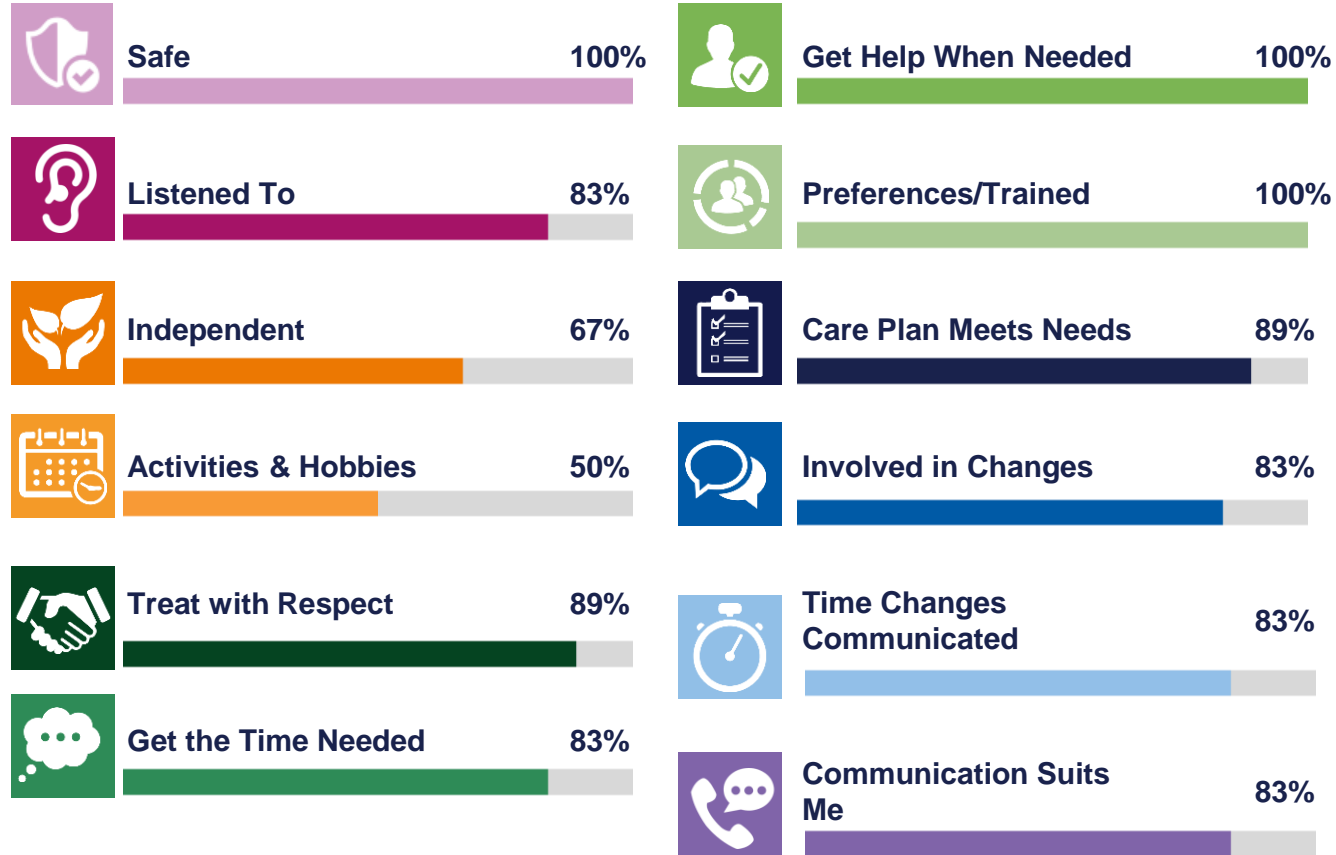 Safe 100%
Listened To 83%
Independent 67%
Activities & Hobbies 50%
Treat with Respect 89%
Get the Time Needed 83%
Get Help When Needed 100%
Preferences/Trained 100%
Care Plan Meets Needs 89%
Involved in Changes 83%
Time Changes
Communicated 83%
Communication Suits
Me 83%